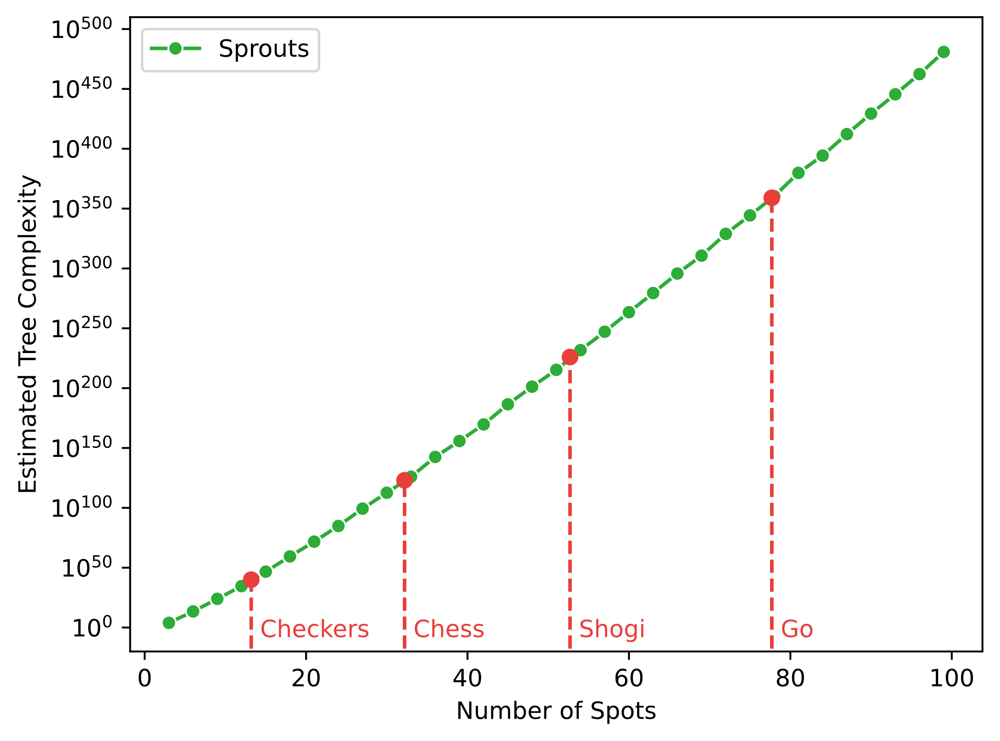 Sprouts
Estimated Tree Complexity
10^500
10^450
10^400
10^350
10^300
10^250
10^200
10^150
10^100
10^50
10^0
Checkers
Chess
Shogi
Go
0 20 40 60 80 100
Number of Spots